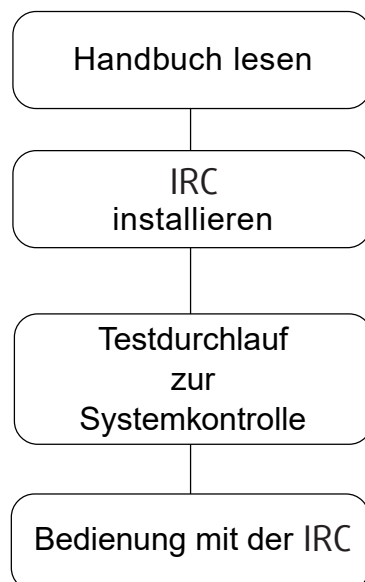 Handbuch lesen
IRC
installieren
Testdurchlauf
zur
Systemkontrolle
Bedienung mit der IRC